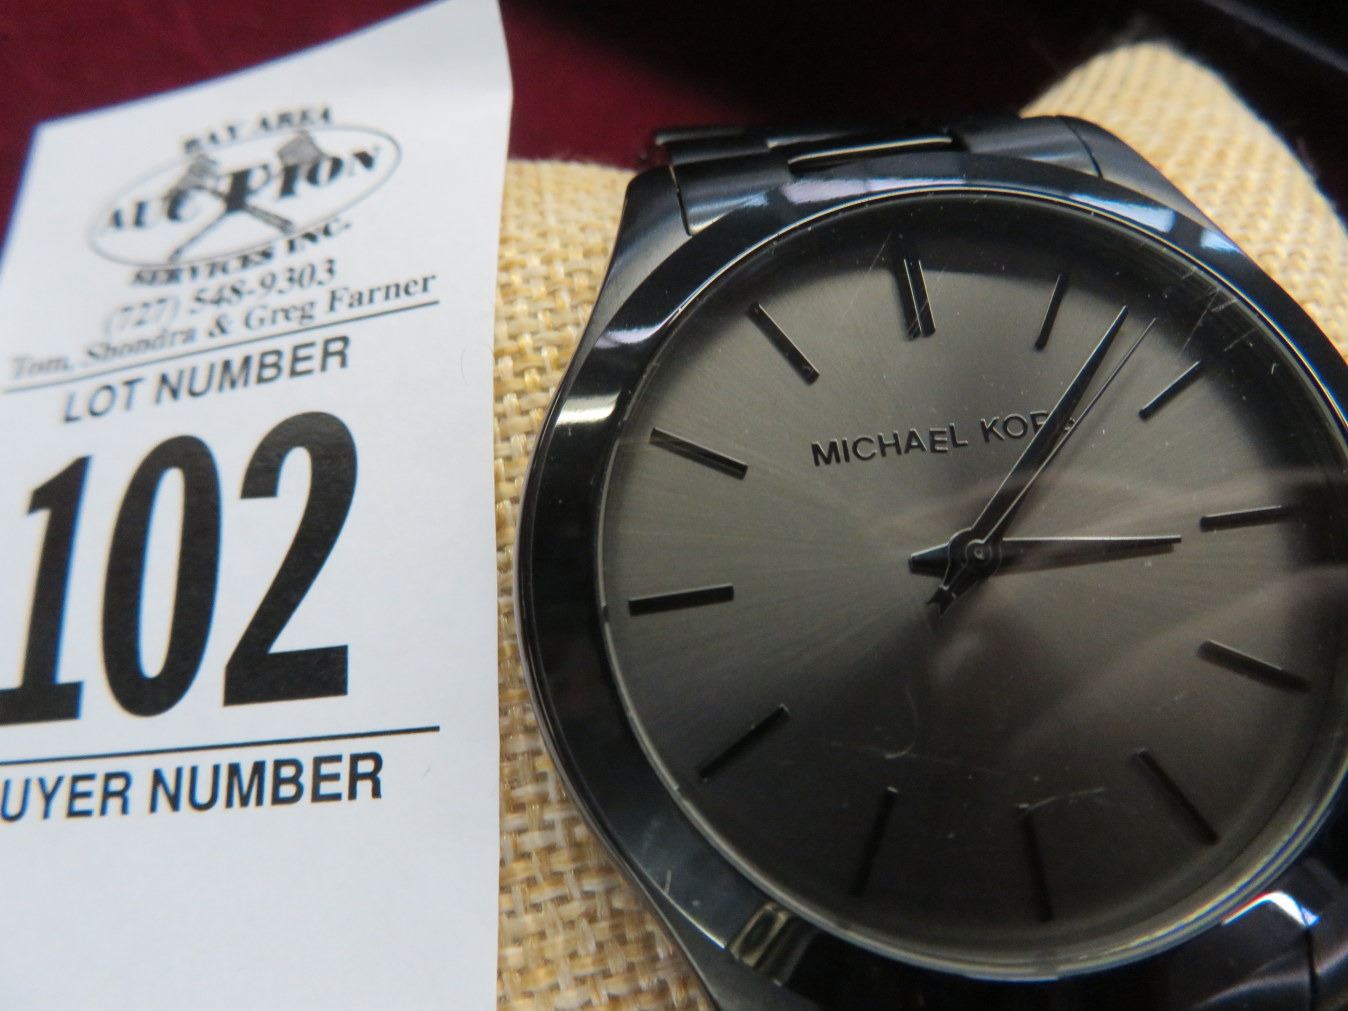 BAY AREA
AUCTION
SERVICES INC.
(727) 548-9303
Tom, Shondra & Greg Farner
LOT NUMBER
102
UYER NUMBER
MICHAEL KORS